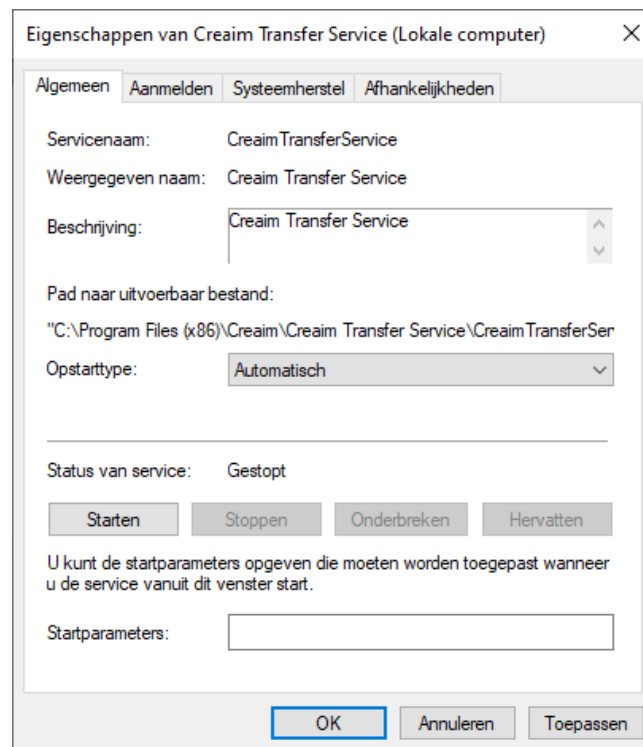 Eigenschappen van Creaim Transfer Service (Lokale computer)
Algemeen Aanmelden Systeemherstel Afhankelijkheden
Servicenaam: CreaimTransferService
Weergegeven naam: Creaim Transfer Service
Beschrijving: Creaim Transfer Service
Pad naar uitvoerbaar bestand:
"C:\Program Files (x86)\Creaim\Creaim Transfer Service\CreaimTransferSer
Opstarttype: Automatisch
Status van service: Gestopt
Starten Stoppen Onderbreken Hervatten
U kunt de startparameters opgeven die moeten worden toegepast wanneer
u de service vanuit dit venster start.
Startparameters:
OK Annuleren Toepassen